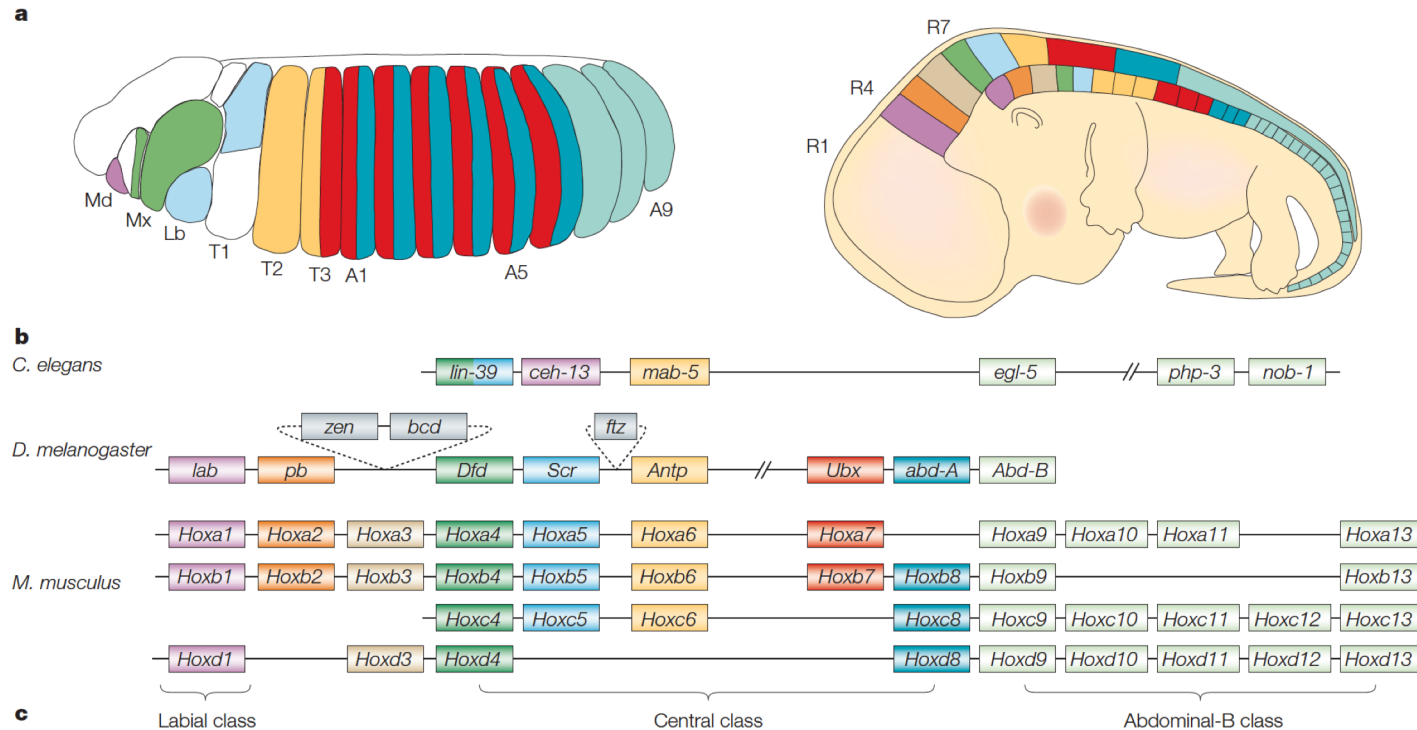 a
R7
R4
R1
Md
Mx
Lb
T1
T2
T3
A1
A5
A9
b
C. elegans
lin-39 ceh-13 mab-5 egl-5 php-3 nob-1
zen bcd ftz
D. melanogaster
lab pb Dfd Scr Antp Ubx abd-A Abd-B
Hoxa1 Hoxa2 Hoxa3 Hoxa4 Hoxa5 Hoxa6 Hoxa7 Hoxa9 Hoxa10 Hoxa11 Hoxa13
M. musculus
Hoxb1 Hoxb2 Hoxb3 Hoxb4 Hoxb5 Hoxb6 Hoxb7 Hoxb8 Hoxb9 Hoxb13
Hoxc4 Hoxc5 Hoxc6 Hoxc8 Hoxc9 Hoxc10 Hoxc11 Hoxc12 Hoxc13
Hoxd1 Hoxd3 Hoxd4 Hoxd8 Hoxd9 Hoxd10 Hoxd11 Hoxd12 Hoxd13
c
Labial class Central class Abdominal-B class